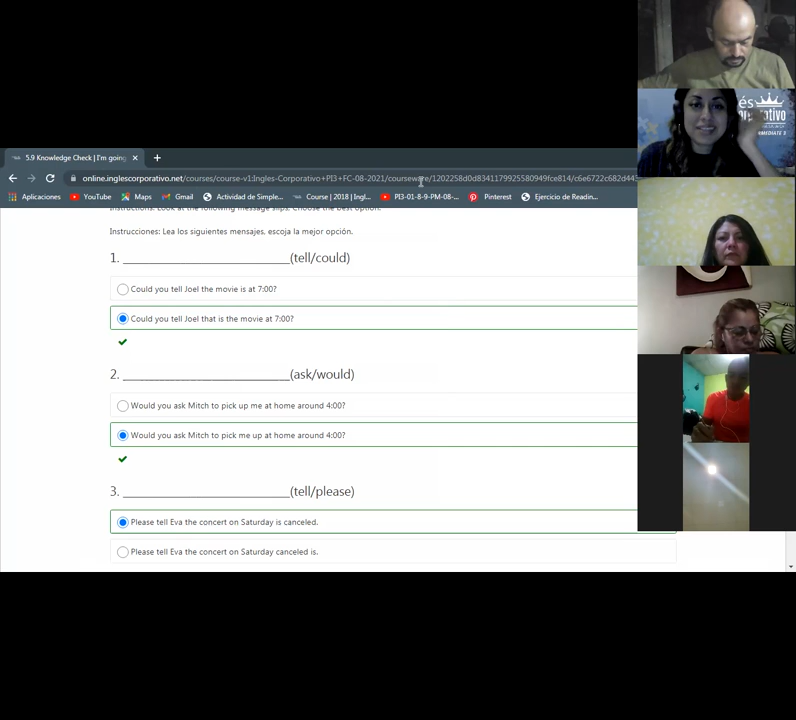 5.9 Knowledge Check | I'm going
online.inglescorporativo.net/courses/course-v1:Ingles-Corporativo+PI3+FC-08-2021/courseware/1202258d0d8341179925580949fce814/c6e6722c682d443
Aplicaciones YouTube Maps Gmail Actividad de Simple... Course | 2018 | Ingl... PI3-01-8-9-PM-08-... Pinterest Ejercicio de Readin...
Instructions: Look at the following message slips. Choose the best option.
Instrucciones: Lea los siguientes mensajes, escoja la mejor opción.
1. ______________________________(tell/could)
Could you tell Joel the movie is at 7:00?
Could you tell Joel that is the movie at 7:00?
2. ______________________________(ask/would)
Would you ask Mitch to pick up me at home around 4:00?
Would you ask Mitch to pick me up at home around 4:00?
3. ______________________________(tell/please)
Please tell Eva the concert on Saturday is canceled.
Please tell Eva the concert on Saturday canceled is.
és